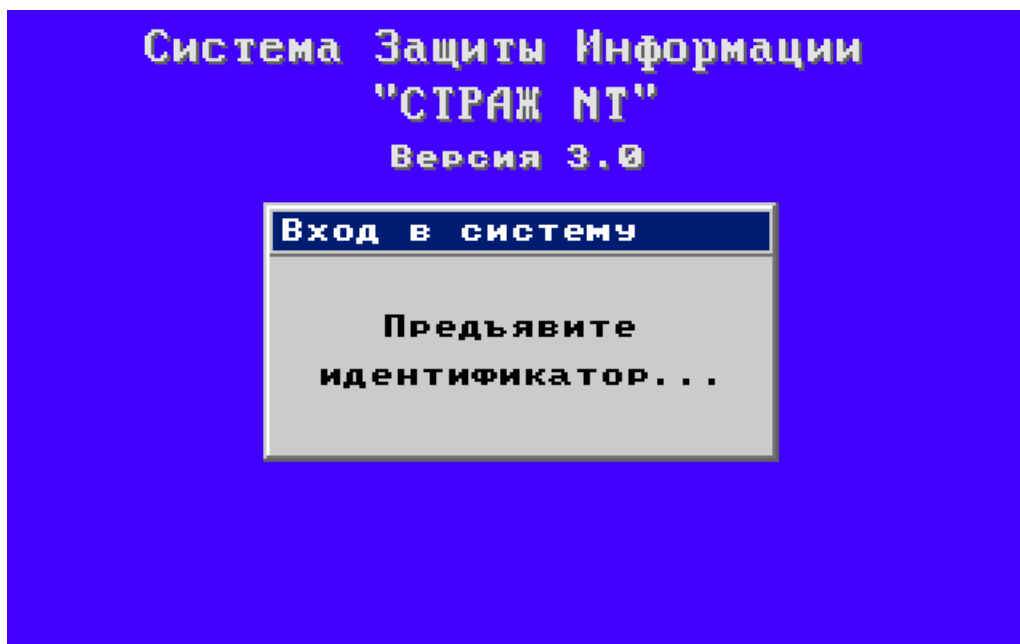 Система Защиты Информации
"СТРАЖ NT"
Версия 3.0
Вход в систему
Предъявите
идентификатор...